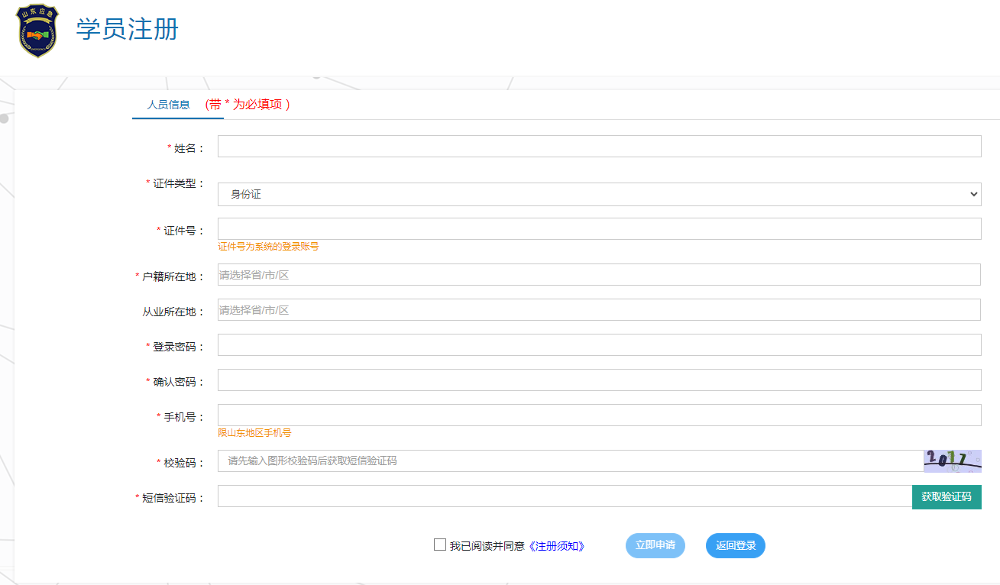 山东应急
EMERGENCY
学员注册
人员信息 (带 * 为必填项 )
* 姓名：
* 证件类型： 身份证
* 证件号：
证件号为系统的登录账号
* 户籍所在地： 请选择省/市/区
从业所在地： 请选择省/市/区
* 登录密码：
* 确认密码：
* 手机号：
限山东地区手机号
* 校验码： 请先输入图形校验码后获取短信验证码
* 短信验证码： 获取验证码
我已阅读并同意《注册须知》 立即申请 返回登录